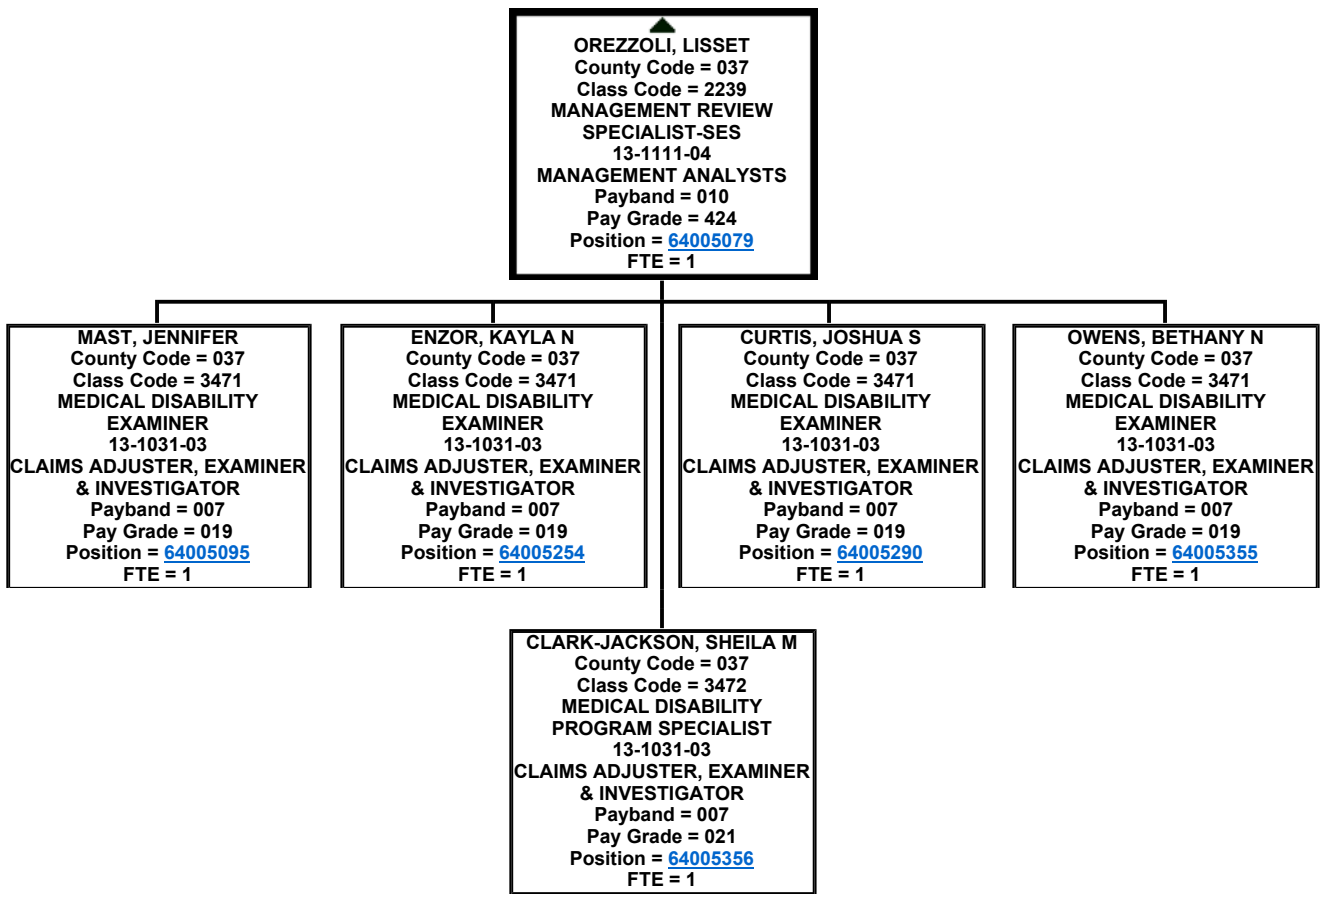 OREZZOLI, LISSET
County Code = 037
Class Code = 2239
MANAGEMENT REVIEW
SPECIALIST-SES
13-1111-04
MANAGEMENT ANALYSTS
Payband = 010
Pay Grade = 424
Position = 64005079
FTE = 1
MAST, JENNIFER
County Code = 037
Class Code = 3471
MEDICAL DISABILITY
EXAMINER
13-1031-03
CLAIMS ADJUSTER, EXAMINER
& INVESTIGATOR
Payband = 007
Pay Grade = 019
Position = 64005095
FTE = 1
ENZOR, KAYLA N
County Code = 037
Class Code = 3471
MEDICAL DISABILITY
EXAMINER
13-1031-03
CLAIMS ADJUSTER, EXAMINER
& INVESTIGATOR
Payband = 007
Pay Grade = 019
Position = 64005254
FTE = 1
CURTIS, JOSHUA S
County Code = 037
Class Code = 3471
MEDICAL DISABILITY
EXAMINER
13-1031-03
CLAIMS ADJUSTER, EXAMINER
& INVESTIGATOR
Payband = 007
Pay Grade = 019
Position = 64005290
FTE = 1
OWENS, BETHANY N
County Code = 037
Class Code = 3471
MEDICAL DISABILITY
EXAMINER
13-1031-03
CLAIMS ADJUSTER, EXAMINER
& INVESTIGATOR
Payband = 007
Pay Grade = 019
Position = 64005355
FTE = 1
CLARK-JACKSON, SHEILA M
County Code = 037
Class Code = 3472
MEDICAL DISABILITY
PROGRAM SPECIALIST
13-1031-03
CLAIMS ADJUSTER, EXAMINER
& INVESTIGATOR
Payband = 007
Pay Grade = 021
Position = 64005356
FTE = 1